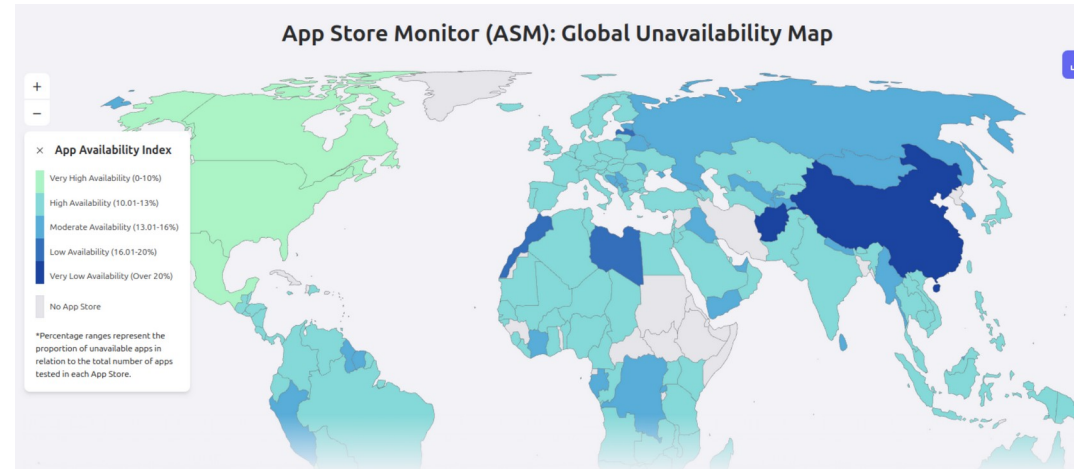 App Store Monitor (ASM): Global Unavailability Map
+
−
× App Availability Index
Very High Availability (0-10%)
High Availability (10.01-13%)
Moderate Availability (13.01-16%)
Low Availability (16.01-20%)
Very Low Availability (Over 20%)
No App Store
*Percentage ranges represent the
proportion of unavailable apps in
relation to the total number of apps
tested in each App Store.